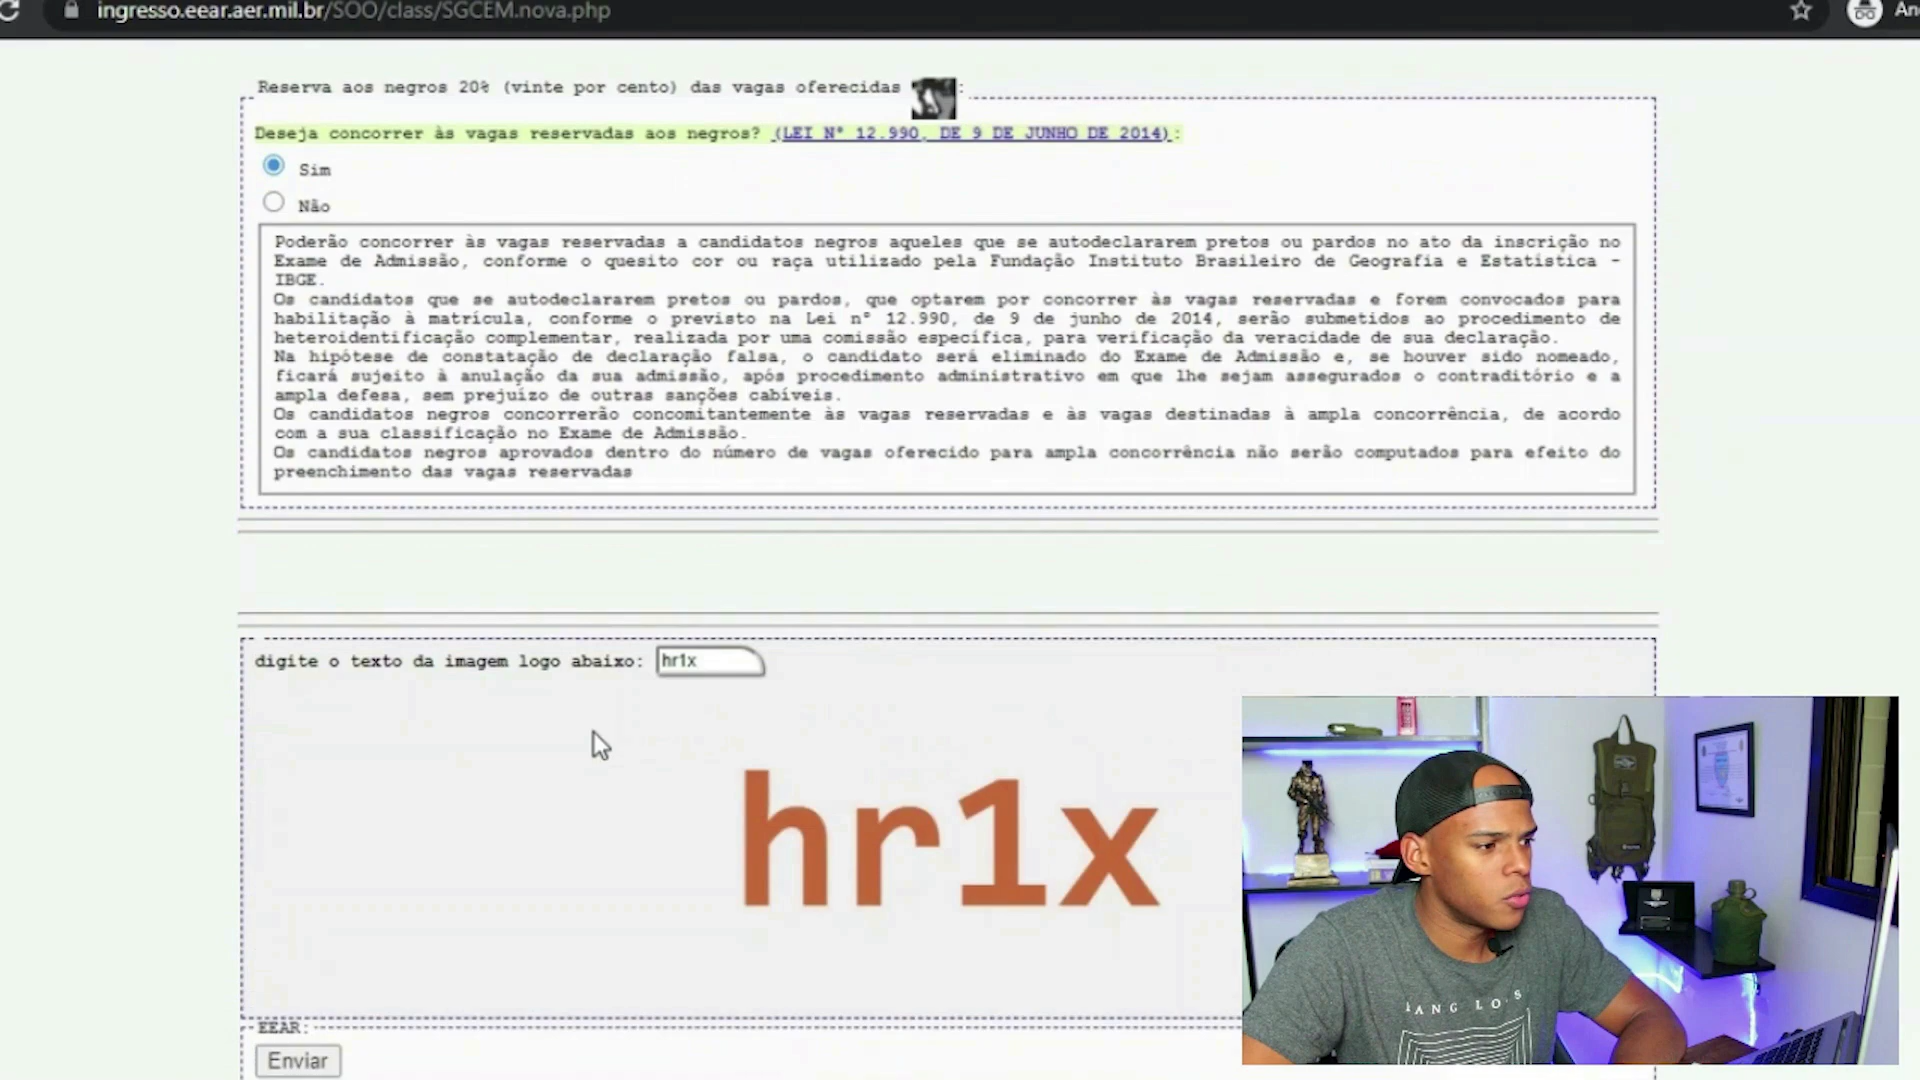 ingresso.eear.aer.mil.br/SOO/class/SGCEM.nova.php
Reserva aos negros 20% (vinte por cento) das vagas oferecidas :
Deseja concorrer às vagas reservadas aos negros? (LEI N° 12.990, DE 9 DE JUNHO DE 2014):
Sim
Não
Poderão concorrer às vagas reservadas a candidatos negros aqueles que se autodeclararem pretos ou pardos no ato da inscrição no
Exame de Admissão, conforme o quesito cor ou raça utilizado pela Fundação Instituto Brasileiro de Geografia e Estatística -
IBGE.
Os candidatos que se autodeclararem pretos ou pardos, que optarem por concorrer às vagas reservadas e forem convocados para
habilitação à matrícula, conforme o previsto na Lei n° 12.990, de 9 de junho de 2014, serão submetidos ao procedimento de
heteroidentificação complementar, realizada por uma comissão específica, para verificação da veracidade de sua declaração.
Na hipótese de constatação de declaração falsa, o candidato será eliminado do Exame de Admissão e, se houver sido nomeado,
ficará sujeito à anulação da sua admissão, após procedimento administrativo em que lhe sejam assegurados o contraditório e a
ampla defesa, sem prejuízo de outras sanções cabíveis.
Os candidatos negros concorrerão concomitantemente às vagas reservadas e às vagas destinadas à ampla concorrência, de acordo
com a sua classificação no Exame de Admissão.
Os candidatos negros aprovados dentro do número de vagas oferecido para ampla concorrência não serão computados para efeito do
preenchimento das vagas reservadas
digite o texto da imagem logo abaixo: hr1x
hr1x
EEAR:
Enviar